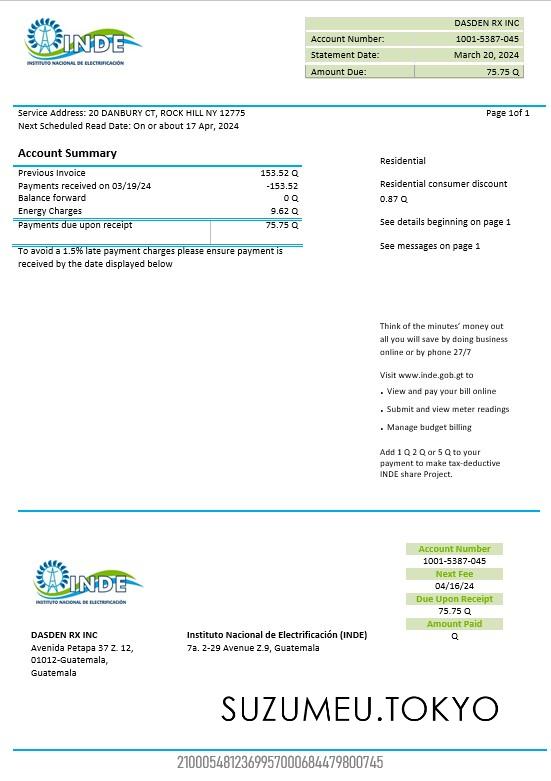 INDE
INSTITUTO NACIONAL DE ELECTRIFICACIÓN
DASDEN RX INC
Account Number: 1001-5387-045
Statement Date: March 20, 2024
Amount Due: 75.75 Q
Service Address: 20 DANBURY CT, ROCK HILL NY 12775
Page 1of 1
Next Scheduled Read Date: On or about 17 Apr, 2024
Account Summary
Previous Invoice 153.52 Q
Payments received on 03/19/24 -153.52
Balance forward 0 Q
Energy Charges 9.62 Q
Payments due upon receipt 75.75 Q
To avoid a 1.5% late payment charges please ensure payment is
received by the date displayed below
Residential
Residential consumer discount
0.87 Q
See details beginning on page 1
See messages on page 1
Think of the minutes' money out
all you will save by doing business
online or by phone 27/7
Visit www.inde.gob.gt to
• View and pay your bill online
• Submit and view meter readings
• Manage budget billing
Add 1 Q 2 Q or 5 Q to your
payment to make tax-deductive
INDE share Project.
INDE
INSTITUTO NACIONAL DE ELECTRIFICACIÓN
Account Number
1001-5387-045
Next Fee
04/16/24
Due Upon Receipt
75.75 Q
Amount Paid
Q
DASDEN RX INC
Avenida Petapa 37 Z. 12,
01012-Guatemala,
Guatemala
Instituto Nacional de Electrificación (INDE)
7a. 2-29 Avenue Z.9, Guatemala
SUZUMEU.TOKYO
21000548123699570006844798007​45